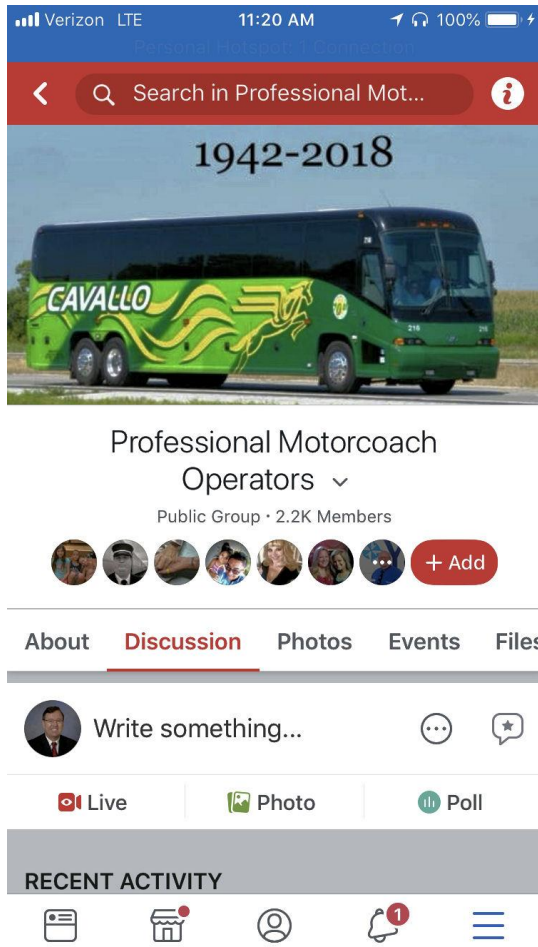 Verizon LTE 11:20 AM 100%
Personal Hotspot: 1 Connection
Search in Professional Mot...
1942-2018
CAVALLO
216 216
Professional Motorcoach
Operators
Public Group · 2.2K Members
+ Add
About Discussion Photos Events Files
Write something...
Live Photo Poll
RECENT ACTIVITY
1